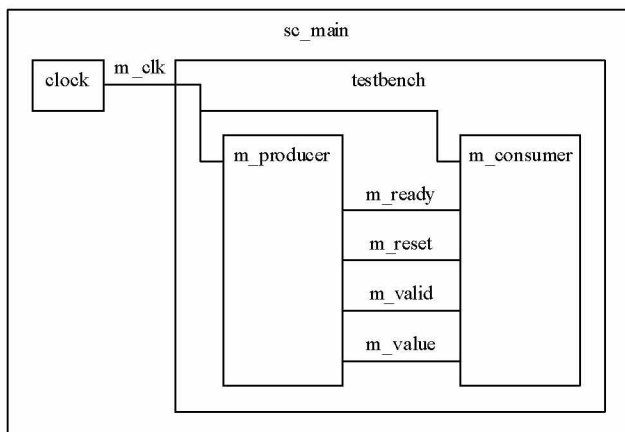 sc_main
clock
m_clk
testbench
m_producer
m_consumer
m_ready
m_reset
m_valid
m_value